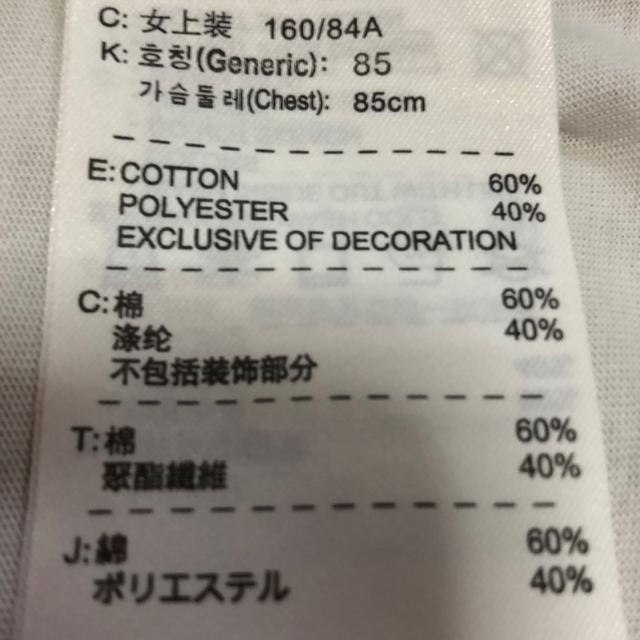 C: 女上装 160/84A
K: 호칭(Generic): 85
가슴둘레(Chest): 85cm
E: COTTON 60%
POLYESTER 40%
EXCLUSIVE OF DECORATION
C: 棉 60%
涤纶 40%
不包括装饰部分
T: 棉 60%
聚酯纖維 40%
J: 綿 60%
ポリエステル 40%